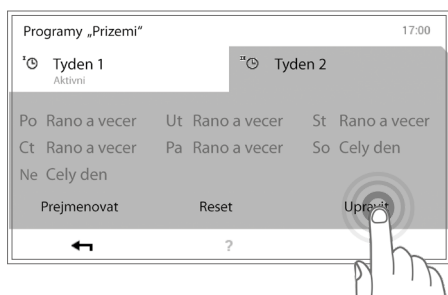 Programy „Prizemi“ 17:00
I Tyden 1 II Tyden 2
Aktivni
Po Rano a vecer Ut Rano a vecer St Rano a vecer
Ct Rano a vecer Pa Rano a vecer So Cely den
Ne Cely den
Prejmenovat Reset Upravit
?